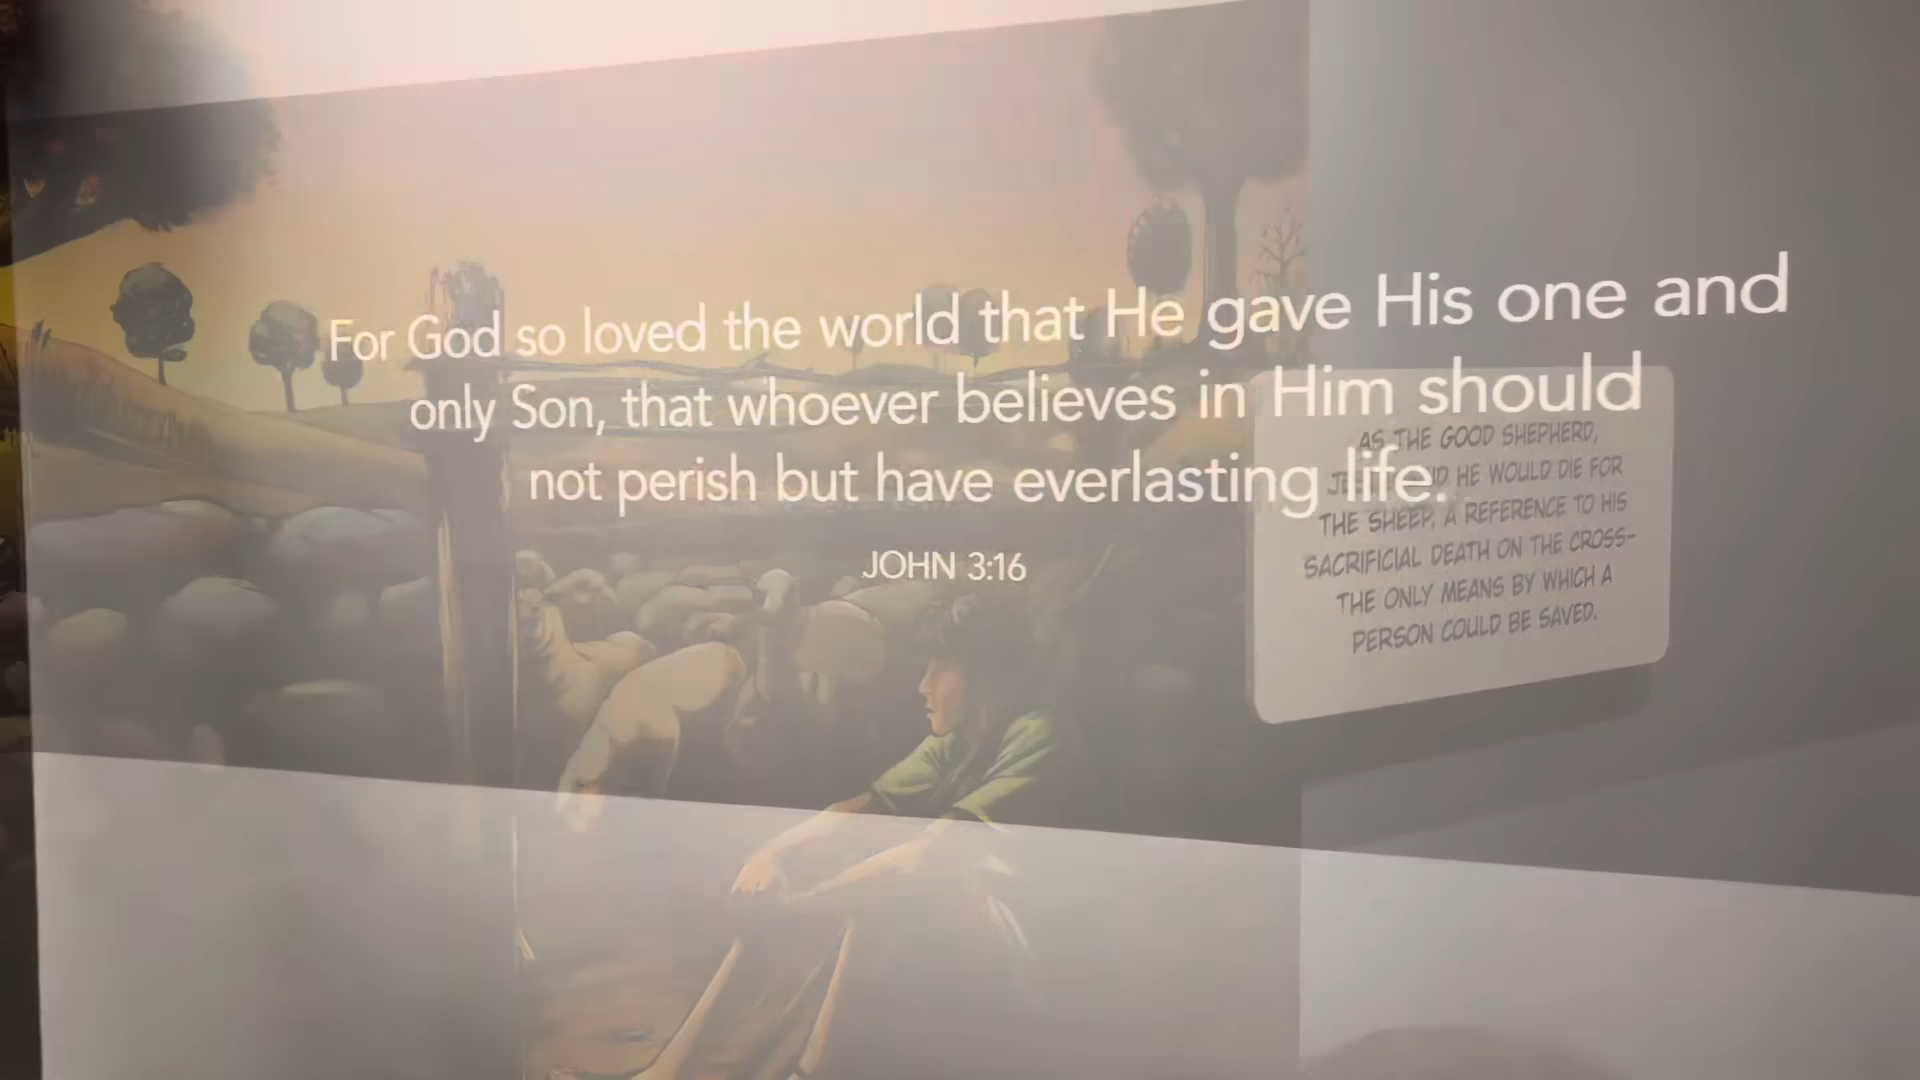 For God so loved the world that He gave His one and
only Son, that whoever believes in Him should
not perish but have everlasting life.
JOHN 3:16
AS THE GOOD SHEPHERD,
HE WOULD DIE FOR
THE SHEEP, A REFERENCE TO HIS
SACRIFICIAL DEATH ON THE CROSS–
THE ONLY MEANS BY WHICH A
PERSON COULD BE SAVED.